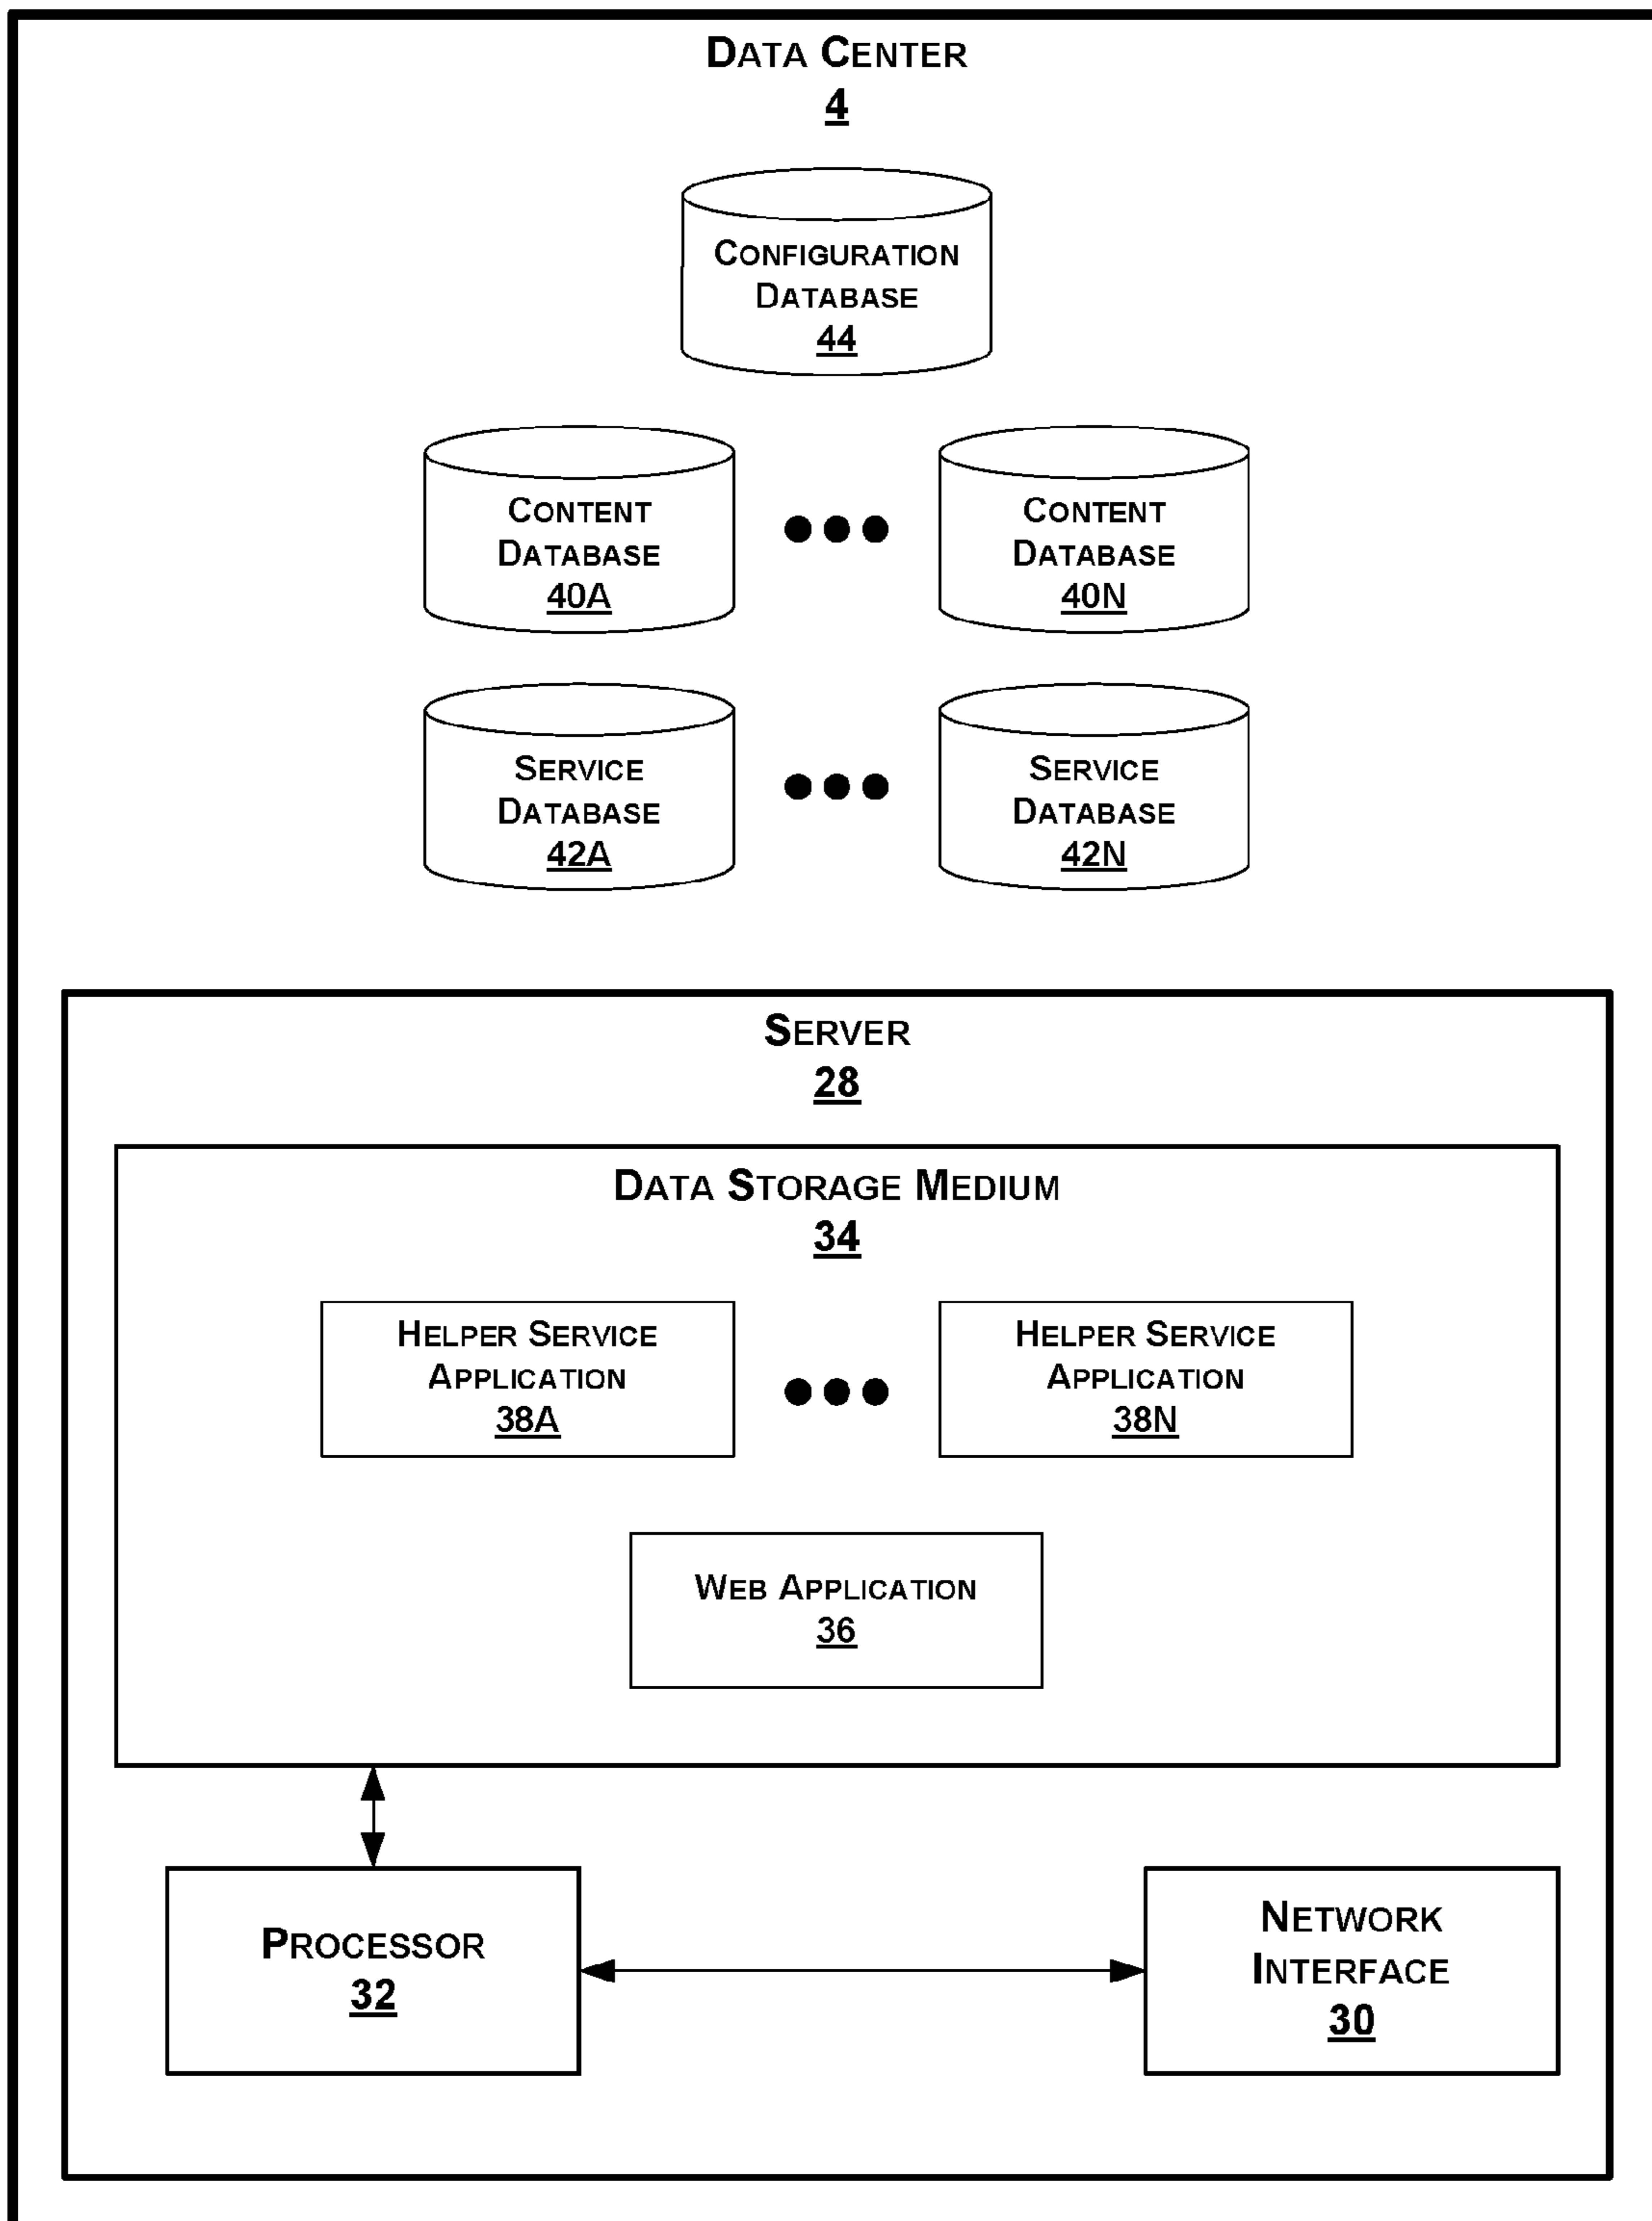 DATA CENTER
4
CONFIGURATION
DATABASE
44
CONTENT
DATABASE
40A
CONTENT
DATABASE
40N
SERVICE
DATABASE
42A
SERVICE
DATABASE
42N
SERVER
28
DATA STORAGE MEDIUM
34
HELPER SERVICE
APPLICATION
38A
HELPER SERVICE
APPLICATION
38N
WEB APPLICATION
36
PROCESSOR
32
NETWORK
INTERFACE
30